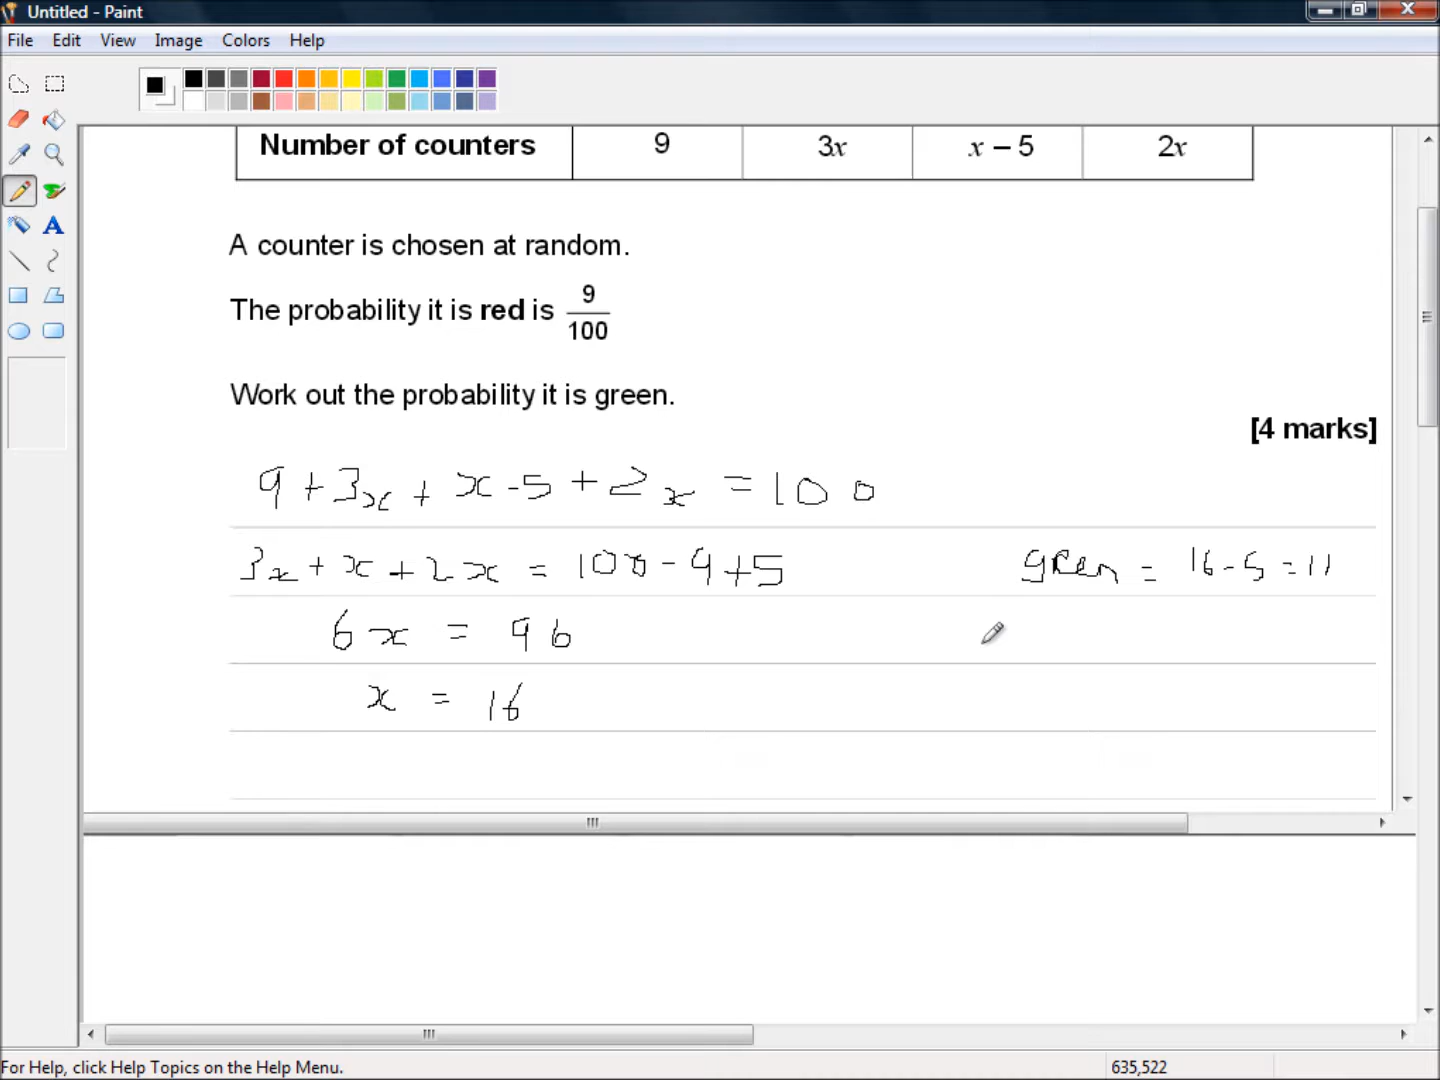 Untitled - Paint
File Edit View Image Colors Help
Number of counters 9 3x x − 5 2x
A counter is chosen at random.
The probability it is red is 9/100
Work out the probability it is green.
[4 marks]
9 + 3x + x - 5 + 2x = 100
3x + x + 2x = 100 - 9 + 5
green = 16 - 5 = 11
6x = 96
x = 16
For Help, click Help Topics on the Help Menu.
635,522